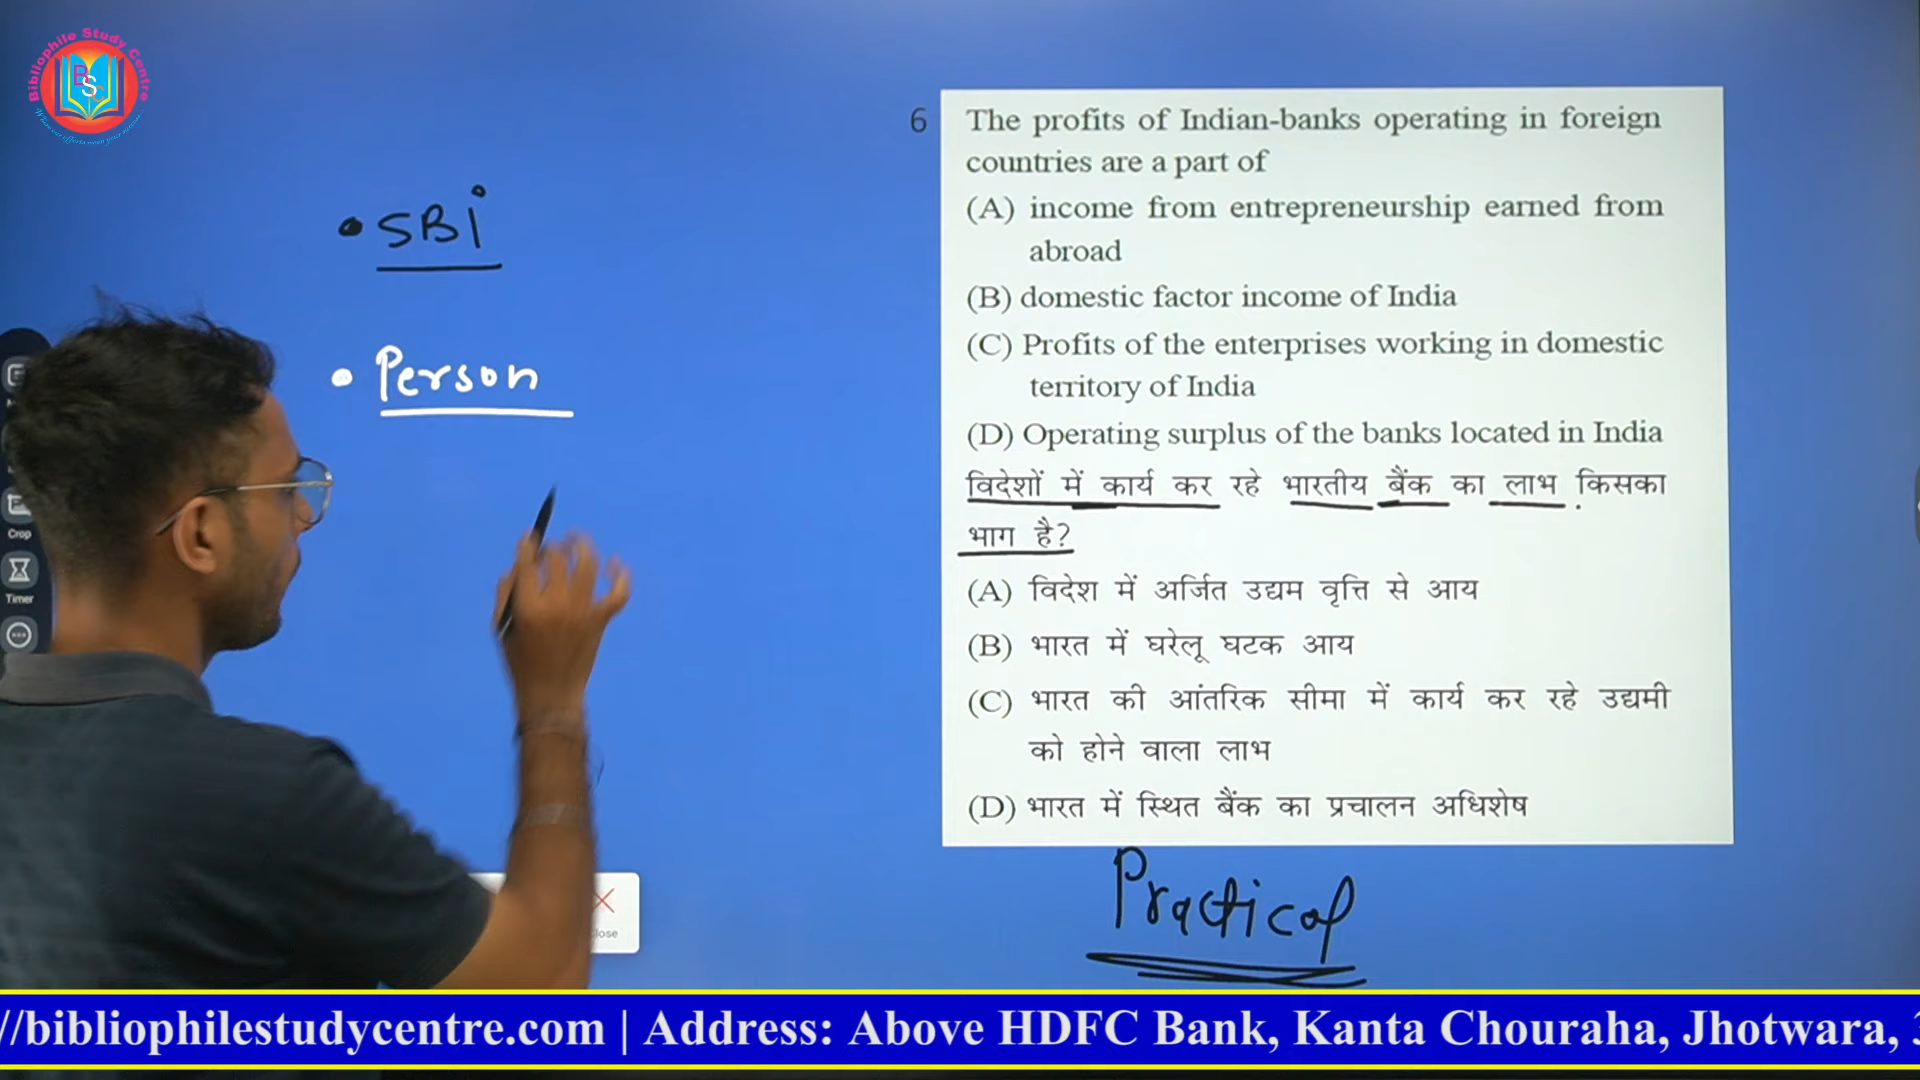 Bibliophile Study Centre
BSC
• SBI
• Person
6 The profits of Indian-banks operating in foreign
countries are a part of
(A) income from entrepreneurship earned from
abroad
(B) domestic factor income of India
(C) Profits of the enterprises working in domestic
territory of India
(D) Operating surplus of the banks located in India
विदेशों में कार्य कर रहे भारतीय बैंक का लाभ किसका
भाग है?
(A) विदेश में अर्जित उद्यम वृत्ति से आय
(B) भारत में घरेलू घटक आय
(C) भारत की आंतरिक सीमा में कार्य कर रहे उद्यमी
को होने वाला लाभ
(D) भारत में स्थित बैंक का प्रचालन अधिशेष
Practical
Crop
Timer
//bibliophilestudycentre.com | Address: Above HDFC Bank, Kanta Chouraha, Jhotwara,